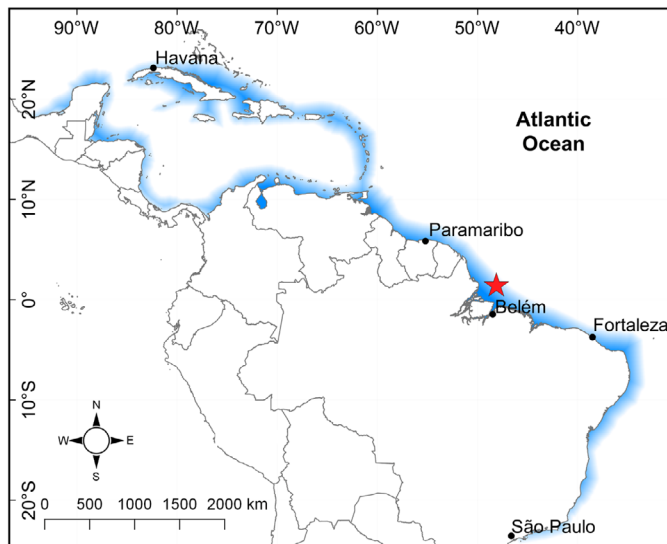 90°W 80°W 70°W 60°W 50°W 40°W
Havana
20°N
Atlantic
Ocean
10°N
Paramaribo
0°
Belém
Fortaleza
10°S
N
W E
S
20°S
0 500 1000 1500 2000 km
São Paulo